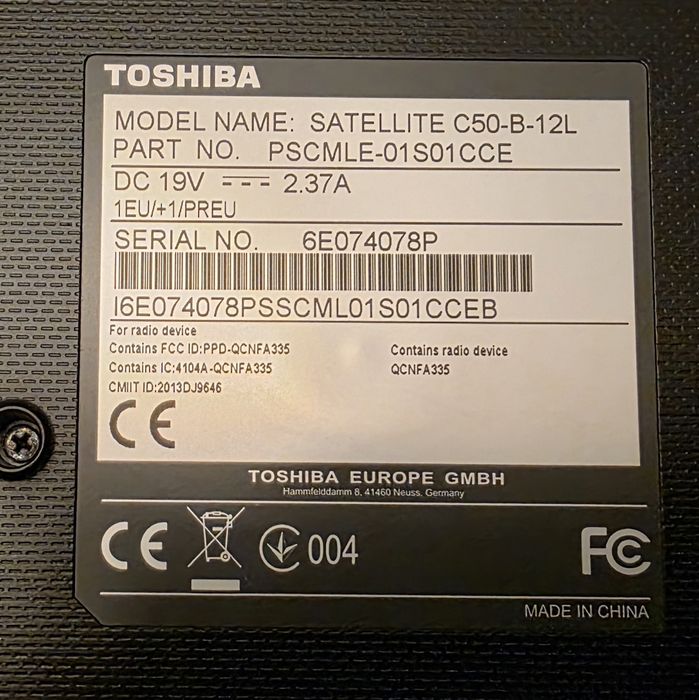 TOSHIBA
MODEL NAME: SATELLITE C50-B-12L
PART NO. PSCMLE-01S01CCE
DC 19V 2.37A
1EU/+1/PREU
SERIAL NO. 6E074078P
I6E074078PSSCML01S01CCEB
For radio device
Contains FCC ID:PPD-QCNFA335
Contains IC:4104A-QCNFA335
CMIIT ID:2013DJ9646
Contains radio device
QCNFA335
CE
TOSHIBA EUROPE GMBH
Hammfelddamm 8, 41460 Neuss. Germany
CE 004 FC
MADE IN CHINA